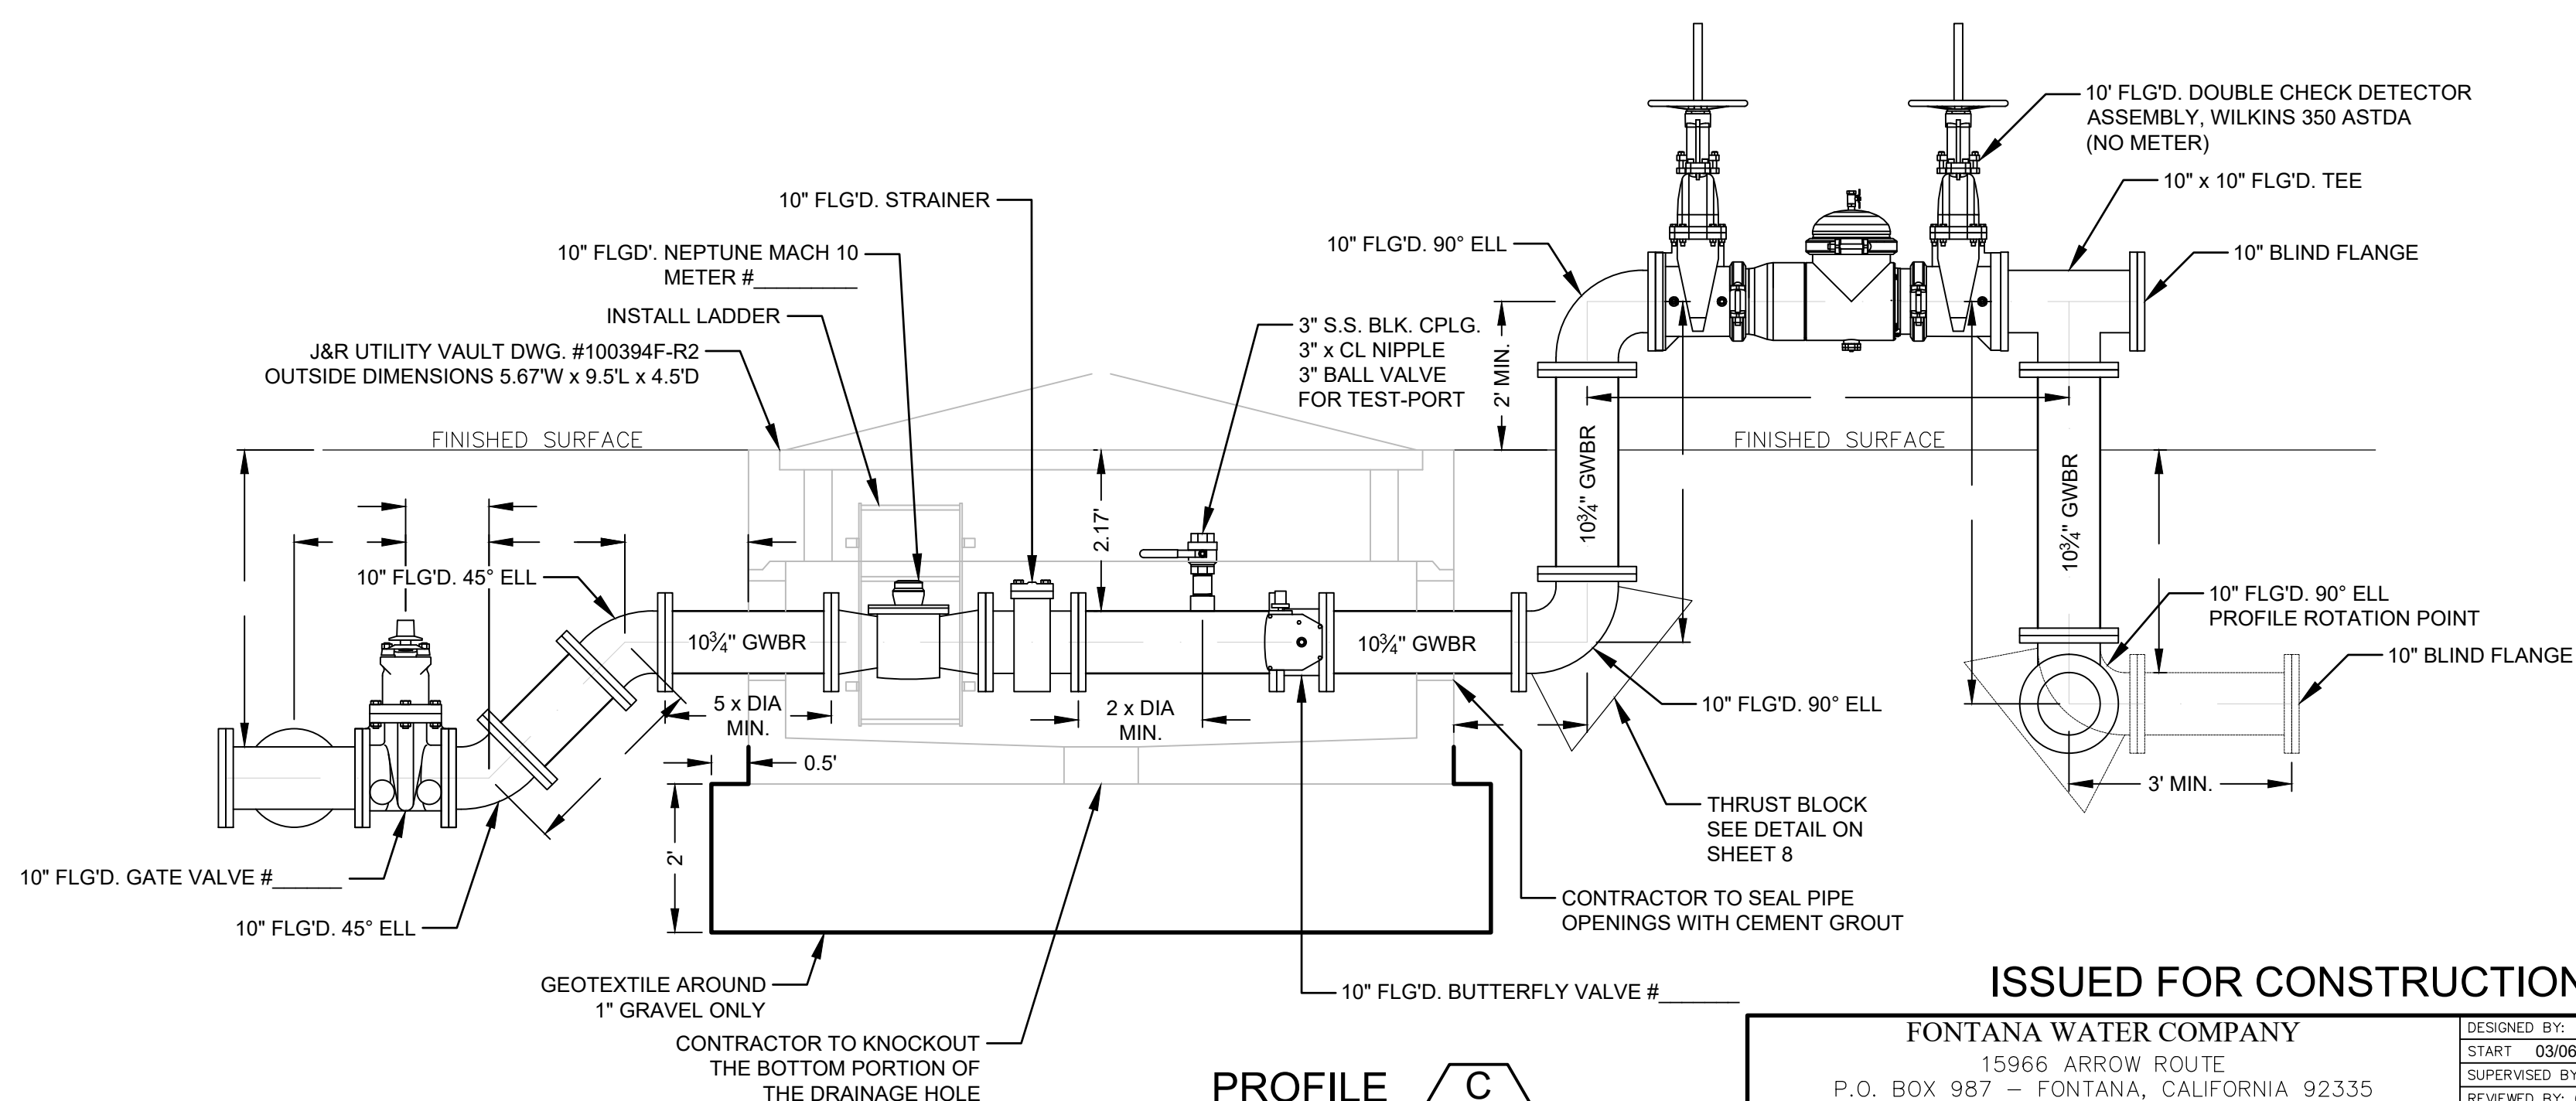 10' FLG'D. DOUBLE CHECK DETECTOR
ASSEMBLY, WILKINS 350 ASTDA
(NO METER)
10" x 10" FLG'D. TEE
10" FLG'D. STRAINER
10" FLG'D. 90° ELL
10" BLIND FLANGE
10" FLGD'. NEPTUNE MACH 10
METER #_________
INSTALL LADDER
3" S.S. BLK. CPLG.
3" x CL NIPPLE
3" BALL VALVE
FOR TEST-PORT
J&R UTILITY VAULT DWG. #100394F-R2
OUTSIDE DIMENSIONS 5.67'W x 9.5'L x 4.5'D
2' MIN.
FINISHED SURFACE
FINISHED SURFACE
2.17'
10¾" GWBR
10¾" GWBR
10" FLG'D. 45° ELL
10" FLG'D. 90° ELL
PROFILE ROTATION POINT
10¾" GWBR
10¾" GWBR
10" BLIND FLANGE
5 x DIA
MIN.
2 x DIA
MIN.
10" FLG'D. 90° ELL
0.5'
3' MIN.
THRUST BLOCK
SEE DETAIL ON
SHEET 8
2'
10" FLG'D. GATE VALVE #______
10" FLG'D. 45° ELL
CONTRACTOR TO SEAL PIPE
OPENINGS WITH CEMENT GROUT
GEOTEXTILE AROUND
1" GRAVEL ONLY
10" FLG'D. BUTTERFLY VALVE #_______
CONTRACTOR TO KNOCKOUT
THE BOTTOM PORTION OF
THE DRAINAGE HOLE
PROFILE C
ISSUED FOR CONSTRUCTION
FONTANA WATER COMPANY
15966 ARROW ROUTE
P.O. BOX 987 – FONTANA, CALIFORNIA 92335
DESIGNED BY:
START 03/06
SUPERVISED BY
REVIEWED BY: